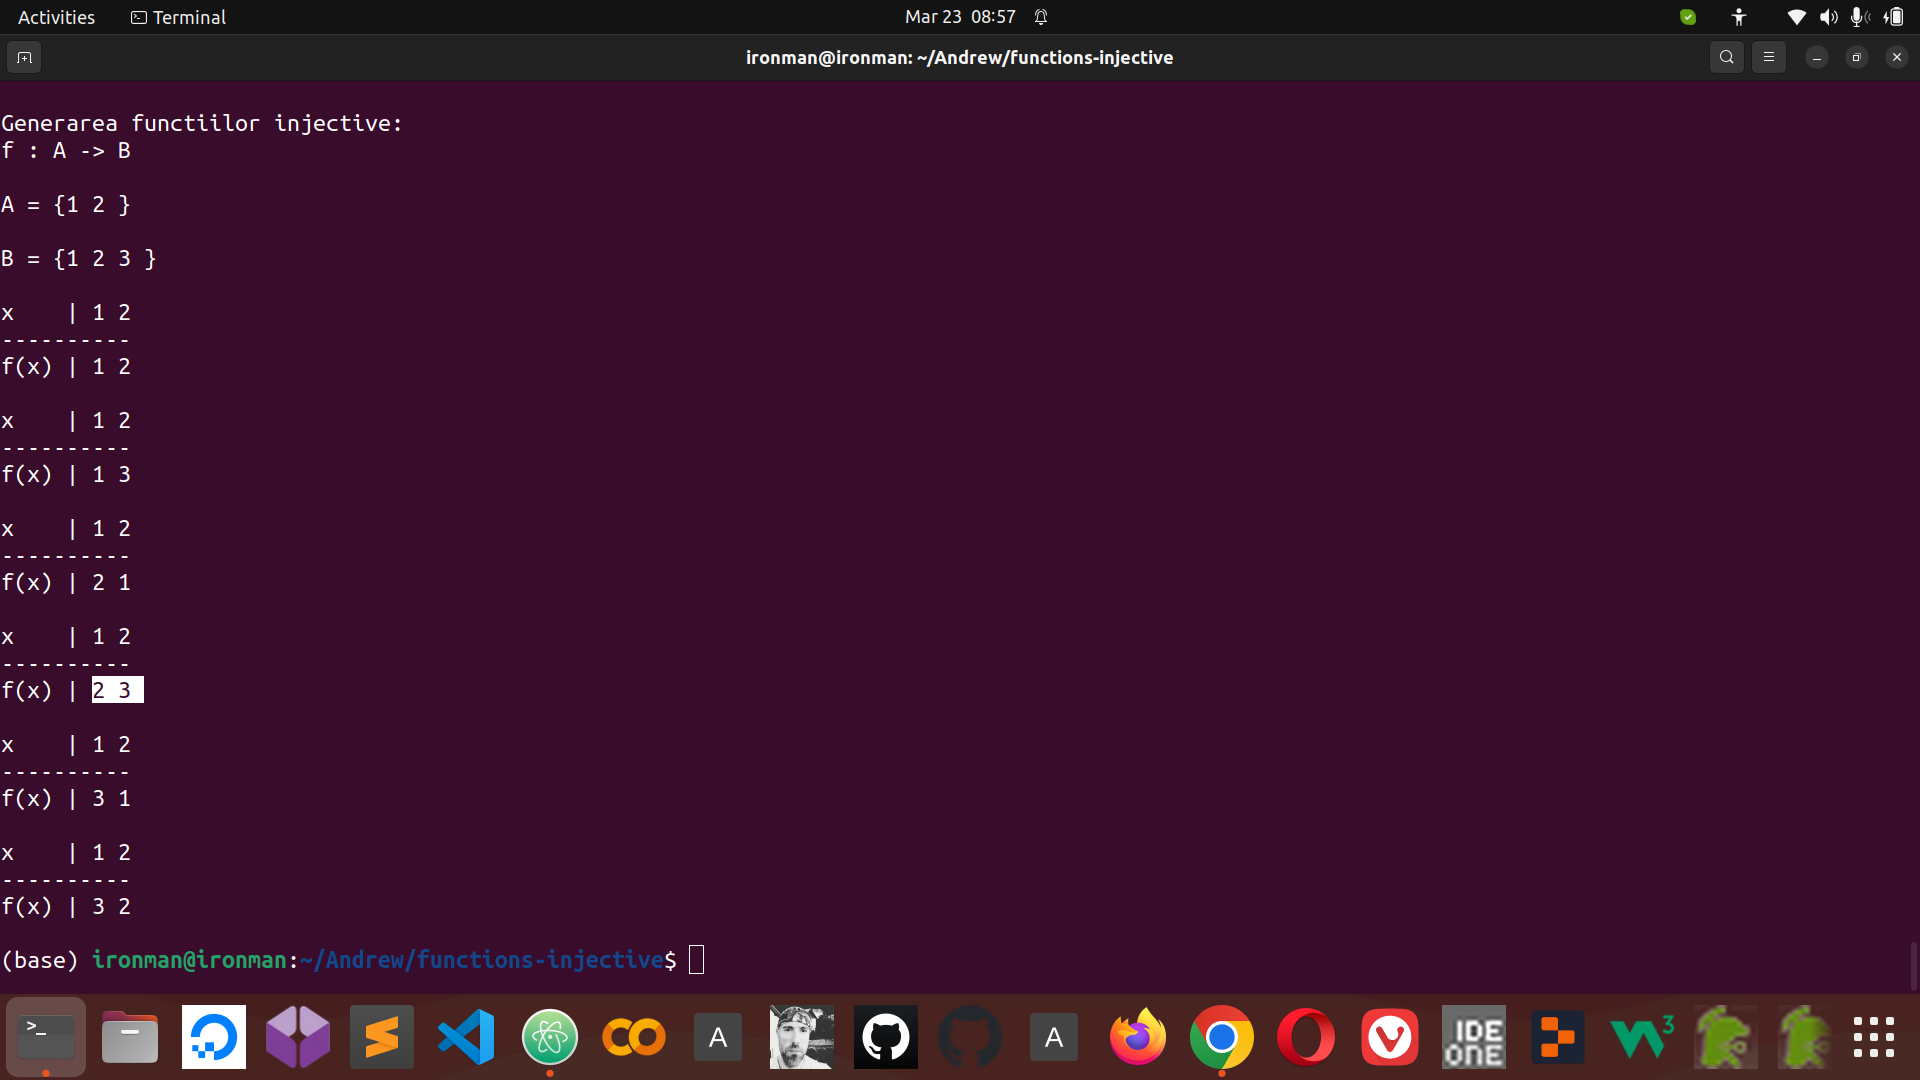 Activities Terminal Mar 23 08:57
ironman@ironman: ~/Andrew/functions-injective
Generarea functiilor injective:
f : A -> B
A = {1 2 }
B = {1 2 3 }
x    | 1 2
----------
f(x) | 1 2
x    | 1 2
----------
f(x) | 1 3
x    | 1 2
----------
f(x) | 2 1
x    | 1 2
----------
f(x) | 2 3
x    | 1 2
----------
f(x) | 3 1
x    | 1 2
----------
f(x) | 3 2
(base) ironman@ironman:~/Andrew/functions-injective$
>_ A A IDE 3
ONE